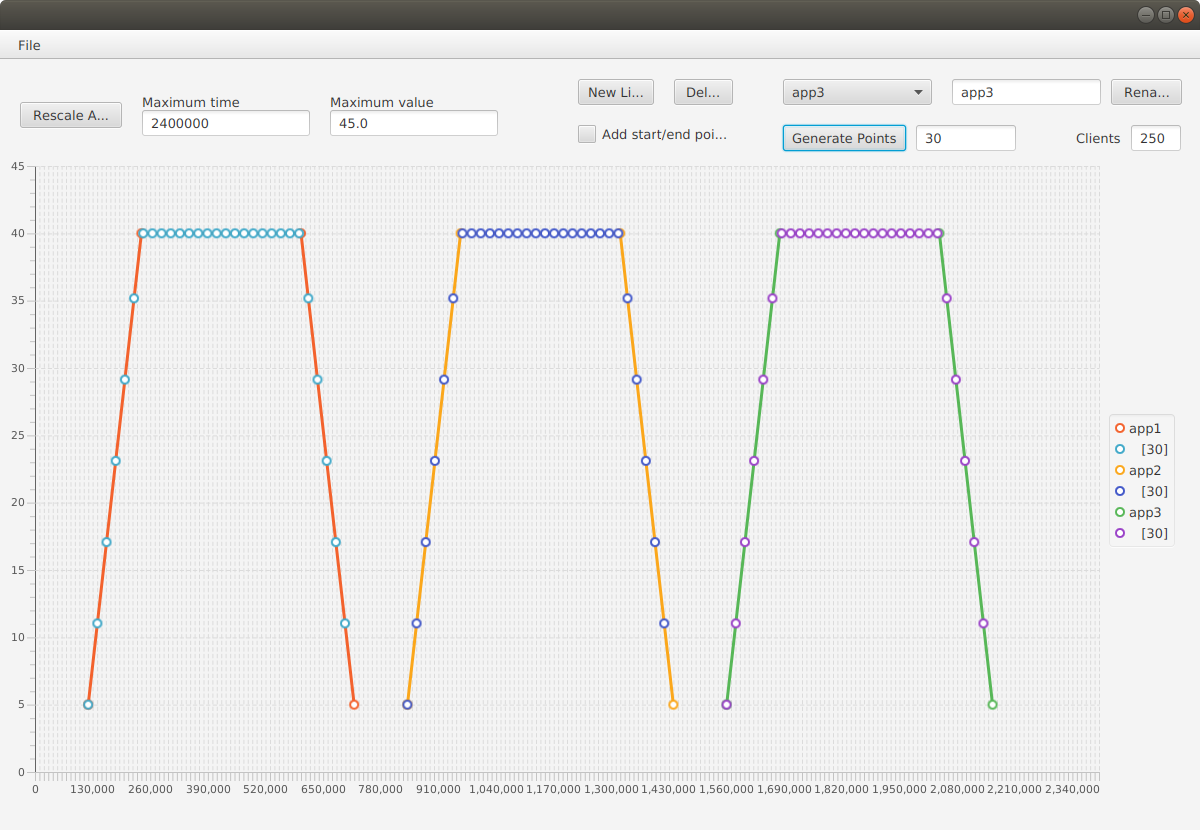 File
New Li...
Del...
app3
app3
Rena...
Rescale A...
Maximum time
2400000
Maximum value
45.0
Add start/end poi...
Generate Points
30
Clients
250
45
40
35
30
25
20
15
10
5
0
0 130,000 260,000 390,000 520,000 650,000 780,000 910,000 1,040,000 1,170,000 1,300,000 1,430,000 1,560,000 1,690,000 1,820,000 1,950,000 2,080,000 2,210,000 2,340,000
app1
[30]
app2
[30]
app3
[30]